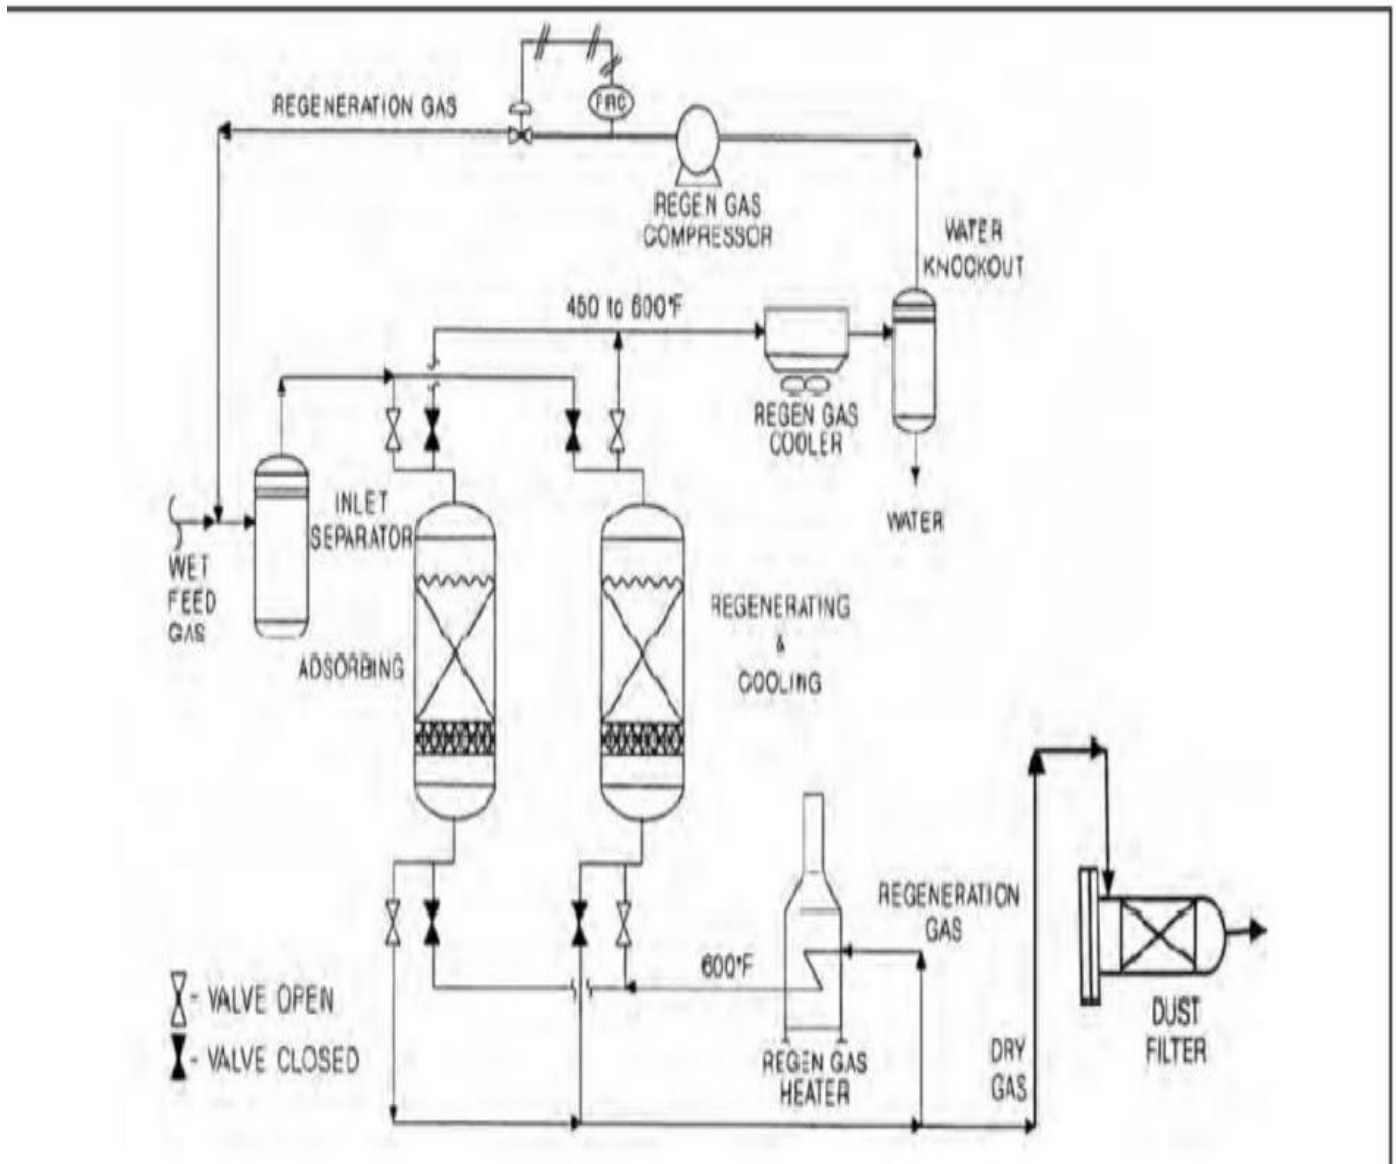 REGENERATION GAS
FRC
REGEN GAS
COMPRESSOR
WATER
KNOCKOUT
450 to 600°F
REGEN GAS
COOLER
WATER
INLET
SEPARATOR
WET
FEED
GAS
ADSORBING
REGENERATING
&
COOLING
REGENERATION
GAS
600°F
REGEN GAS
HEATER
DRY
GAS
DUST
FILTER
- VALVE OPEN
- VALVE CLOSED